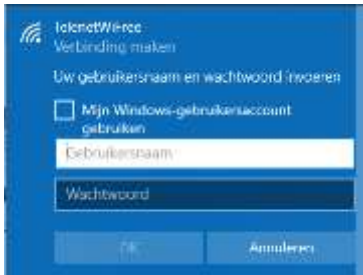 TelenetWiFree
Verbinding maken
Uw gebruikersnaam en wachtwoord invoeren
Mijn Windows-gebruikersaccount
gebruiken
Gebruikersnaam
Wachtwoord
OK
Annuleren